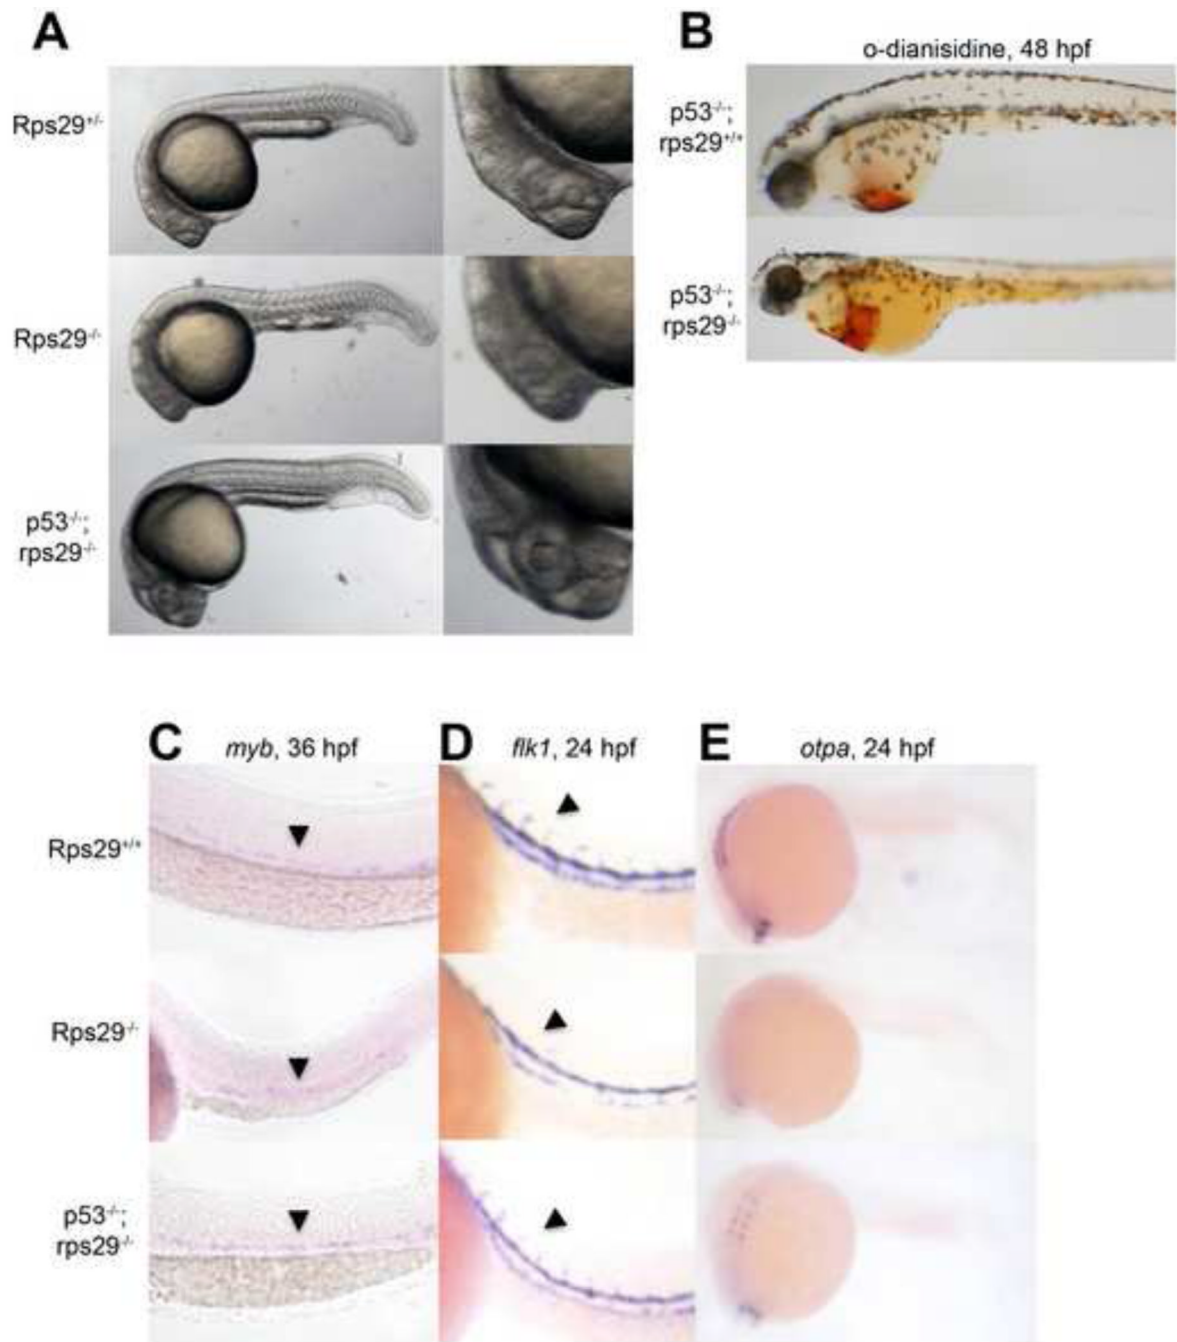 A
Rps29+/-
Rps29-/-
p53-/-;
rps29-/-
B
o-dianisidine, 48 hpf
p53-/-;
rps29+/+
p53-/-;
rps29-/-
C
myb, 36 hpf
D
flk1, 24 hpf
E
otpa, 24 hpf
Rps29+/+
Rps29-/-
p53-/-;
rps29-/-